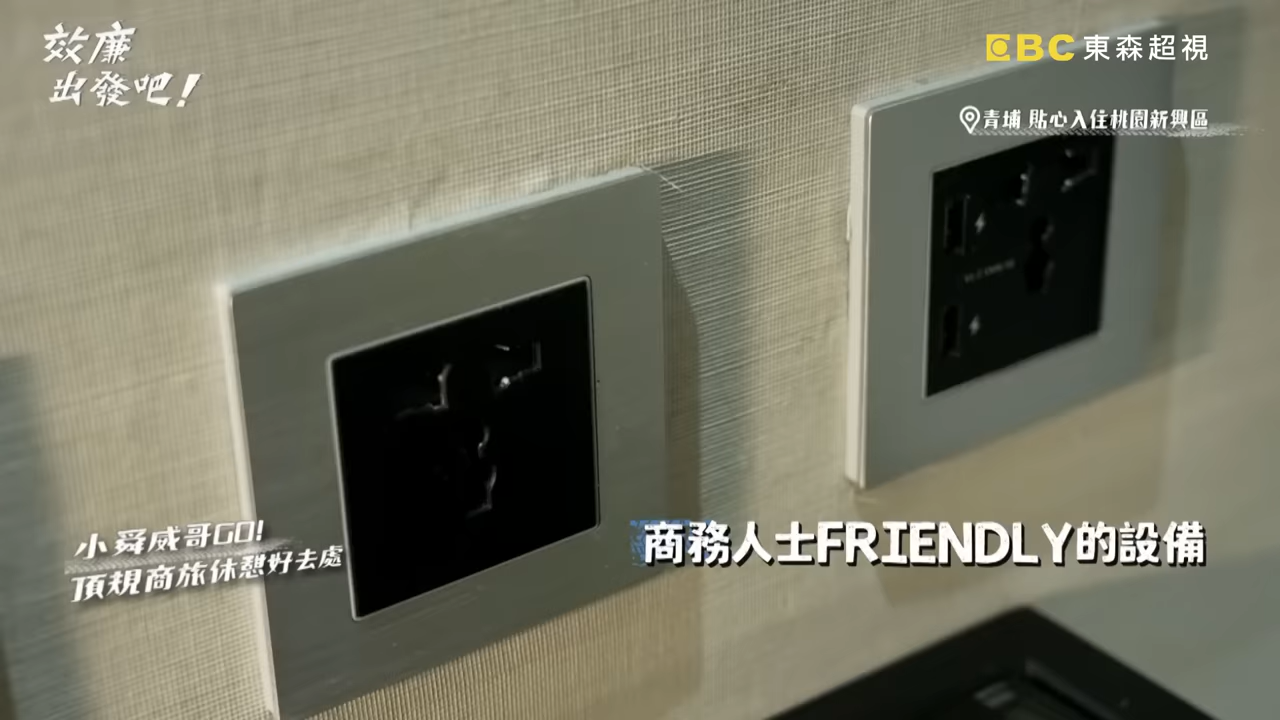 效廉
出發吧!
EBC 東森超視
青埔 貼心入住桃園新興區
小舜威哥GO!
頂規商旅休憩好去處
商務人士FRIENDLY的設備